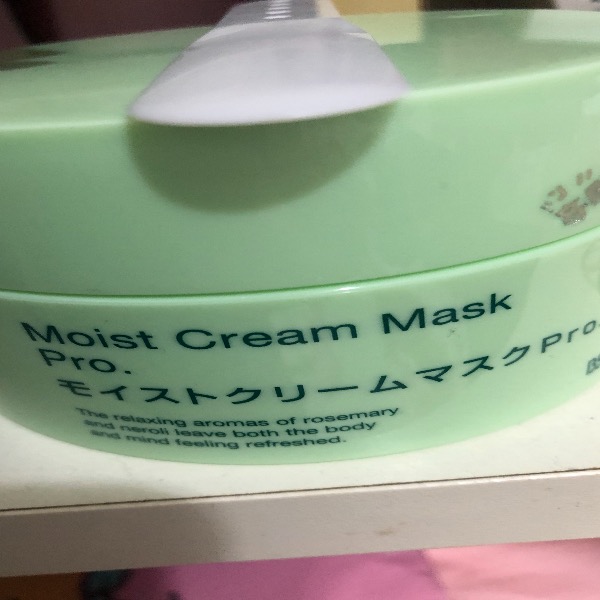 Moist Cream Mask
Pro.
モイストクリームマスクPro.
The relaxing aromas of rosemary
and neroli leave both the body
and mind feeling refreshed.